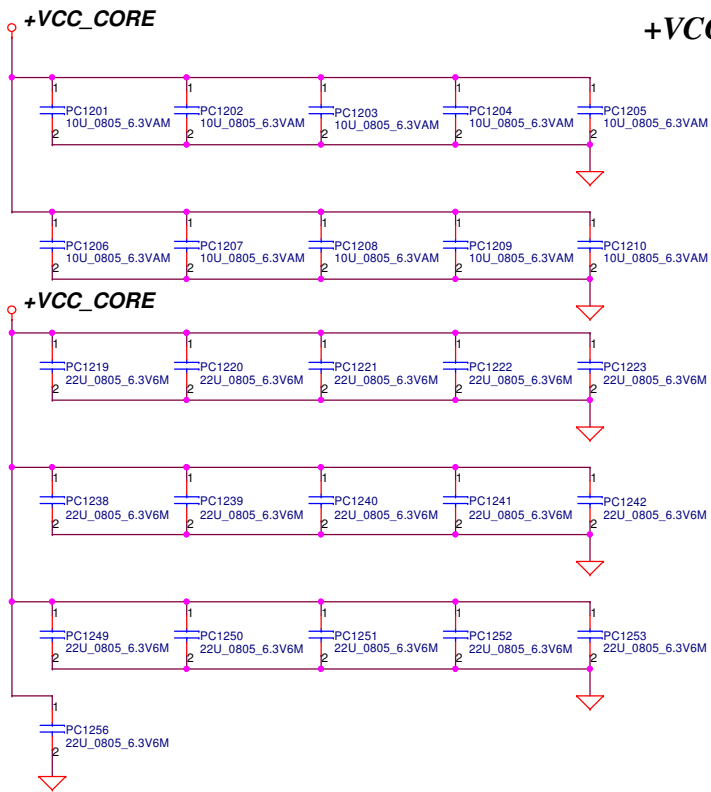 +VCC_CORE
+VCC
1 1 1 1 1
PC1201 PC1202 PC1203 PC1204 PC1205
10U_0805_6.3VAM 10U_0805_6.3VAM 10U_0805_6.3VAM 10U_0805_6.3VAM 10U_0805_6.3VAM
2 2 2 2 2
1 1 1 1 1
PC1206 PC1207 PC1208 PC1209 PC1210
10U_0805_6.3VAM 10U_0805_6.3VAM 10U_0805_6.3VAM 10U_0805_6.3VAM 10U_0805_6.3VAM
2 2 2 2 2
+VCC_CORE
1 1 1 1 1
PC1219 PC1220 PC1221 PC1222 PC1223
22U_0805_6.3V6M 22U_0805_6.3V6M 22U_0805_6.3V6M 22U_0805_6.3V6M 22U_0805_6.3V6M
2 2 2 2 2
1 1 1 1 1
PC1238 PC1239 PC1240 PC1241 PC1242
22U_0805_6.3V6M 22U_0805_6.3V6M 22U_0805_6.3V6M 22U_0805_6.3V6M 22U_0805_6.3V6M
2 2 2 2 2
1 1 1 1 1
PC1249 PC1250 PC1251 PC1252 PC1253
22U_0805_6.3V6M 22U_0805_6.3V6M 22U_0805_6.3V6M 22U_0805_6.3V6M 22U_0805_6.3V6M
2 2 2 2 2
1
PC1256
22U_0805_6.3V6M
2